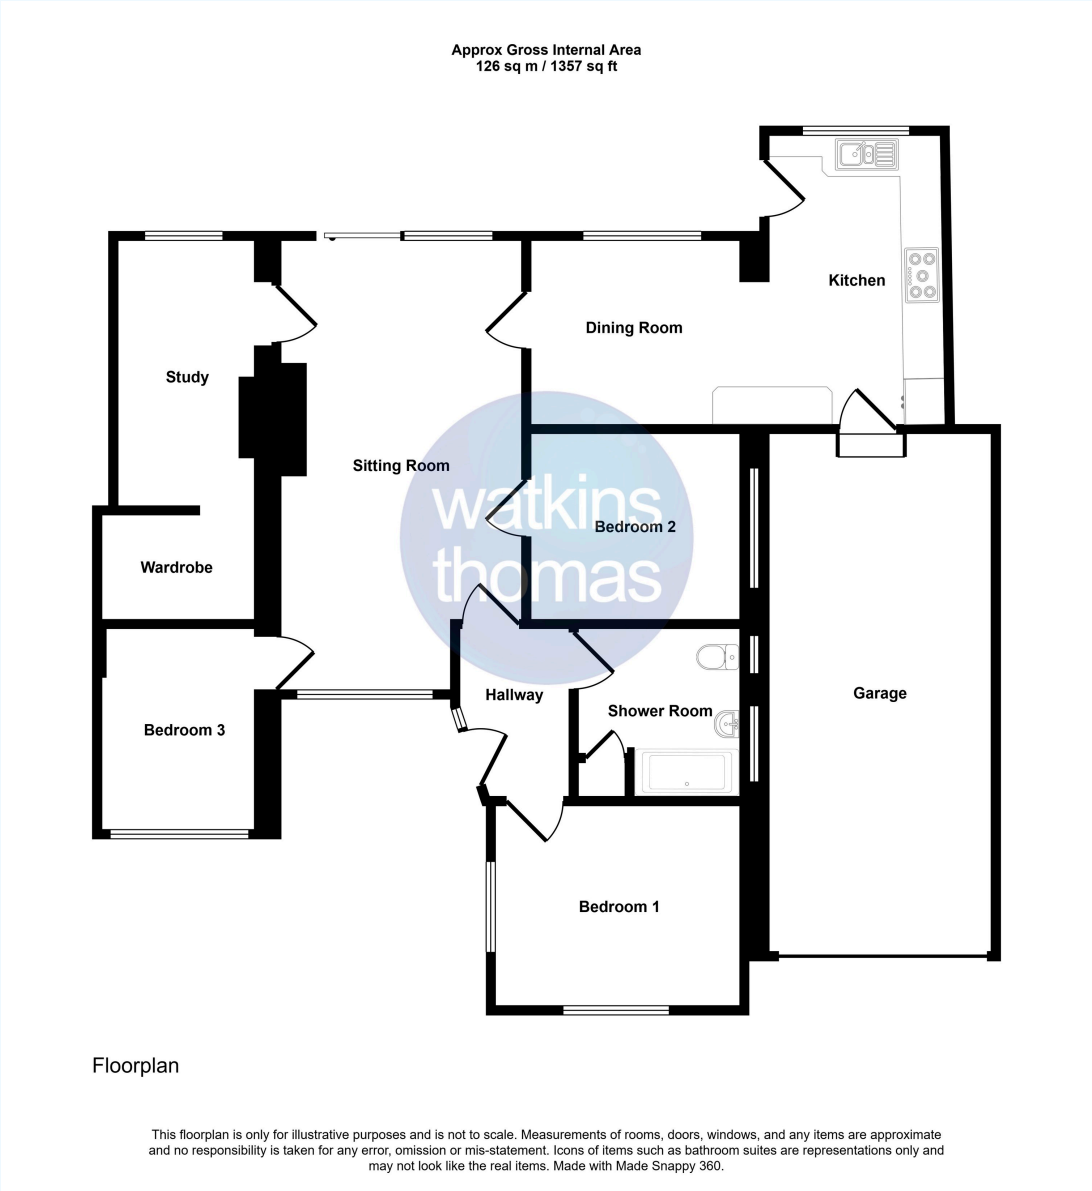 Approx Gross Internal Area
126 sq m / 1357 sq ft
Kitchen
Dining Room
Study
Sitting Room
watkins
thomas
Bedroom 2
Wardrobe
Hallway
Shower Room
Garage
Bedroom 3
Bedroom 1
Floorplan
This floorplan is only for illustrative purposes and is not to scale. Measurements of rooms, doors, windows, and any items are approximate
and no responsibility is taken for any error, omission or mis-statement. Icons of items such as bathroom suites are representations only and
may not look like the real items. Made with Made Snappy 360.